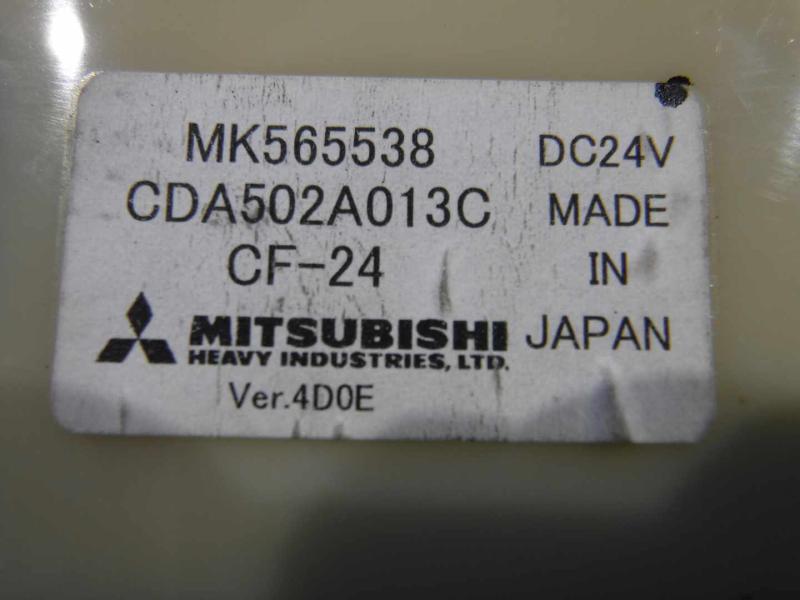 MK565538 DC24V
CDA502A013C MADE
CF-24 IN
MITSUBISHI JAPAN
HEAVY INDUSTRIES, LTD.
Ver.4D0E